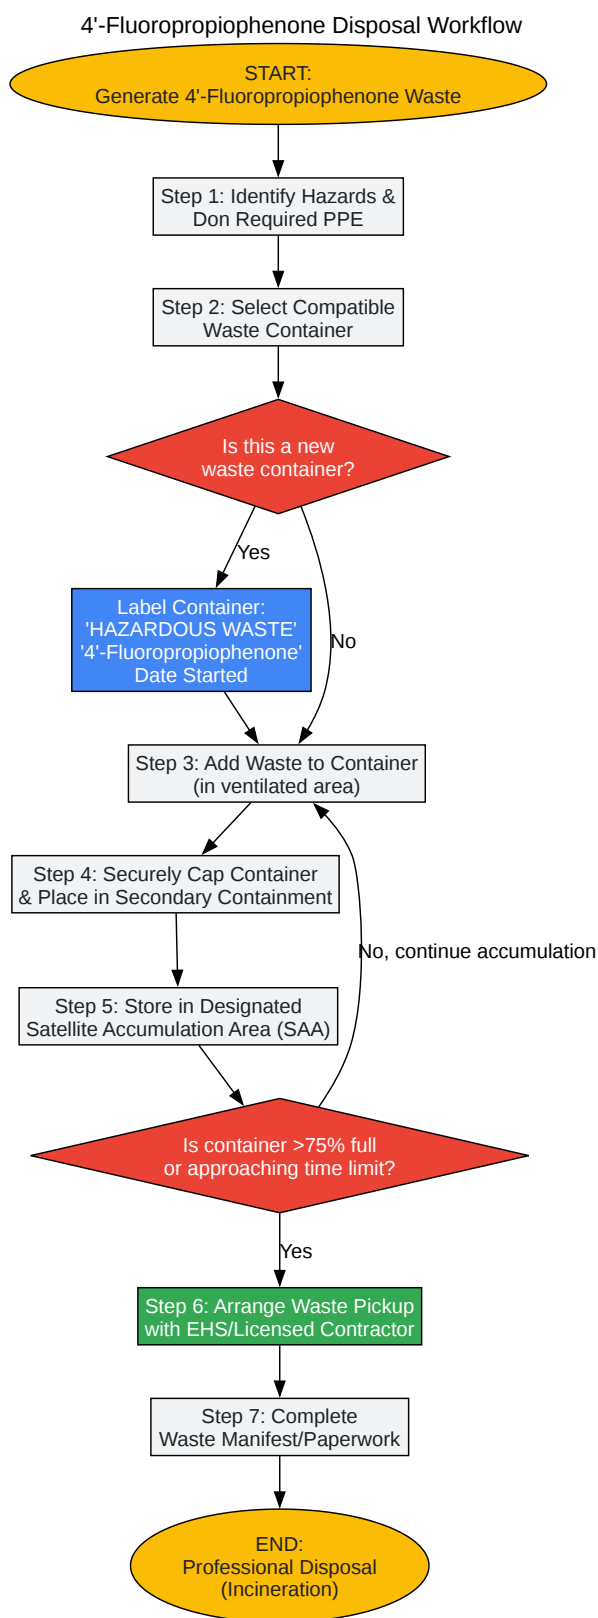 4'-Fluoropropiophenone Disposal Workflow
START:
Generate 4'-Fluoropropiophenone Waste
Step 1: Identify Hazards &
Don Required PPE
Step 2: Select Compatible
Waste Container
Is this a new
waste container?
Yes
Label Container:
'HAZARDOUS WASTE'
'4'-Fluoropropiophenone'
Date Started
No
Step 3: Add Waste to Container
(in ventilated area)
Step 4: Securely Cap Container
& Place in Secondary Containment
No, continue accumulation
Step 5: Store in Designated
Satellite Accumulation Area (SAA)
Is container >75% full
or approaching time limit?
Yes
Step 6: Arrange Waste Pickup
with EHS/Licensed Contractor
Step 7: Complete
Waste Manifest/Paperwork
END:
Professional Disposal
(Incineration)